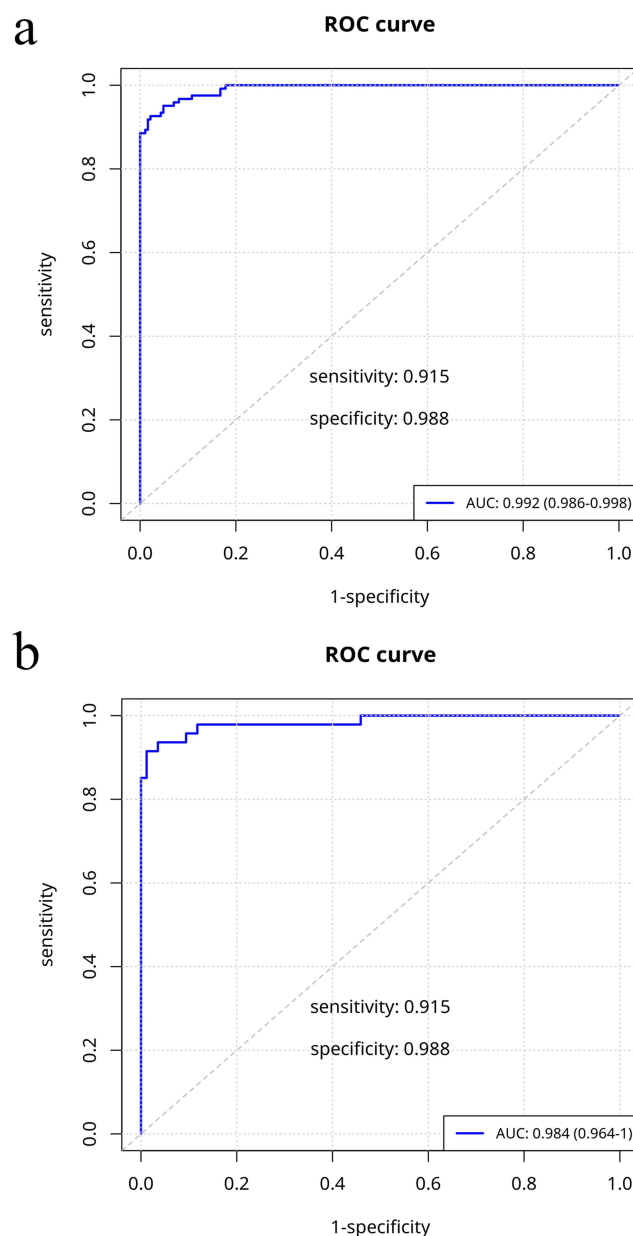 a
ROC curve
1.0
0.8
0.6
0.4
0.2
0.0
sensitivity
sensitivity: 0.915
specificity: 0.988
AUC: 0.992 (0.986-0.998)
0.0 0.2 0.4 0.6 0.8 1.0
1-specificity
b
ROC curve
1.0
0.8
0.6
0.4
0.2
0.0
sensitivity
sensitivity: 0.915
specificity: 0.988
AUC: 0.984 (0.964-1)
0.0 0.2 0.4 0.6 0.8 1.0
1-specificity